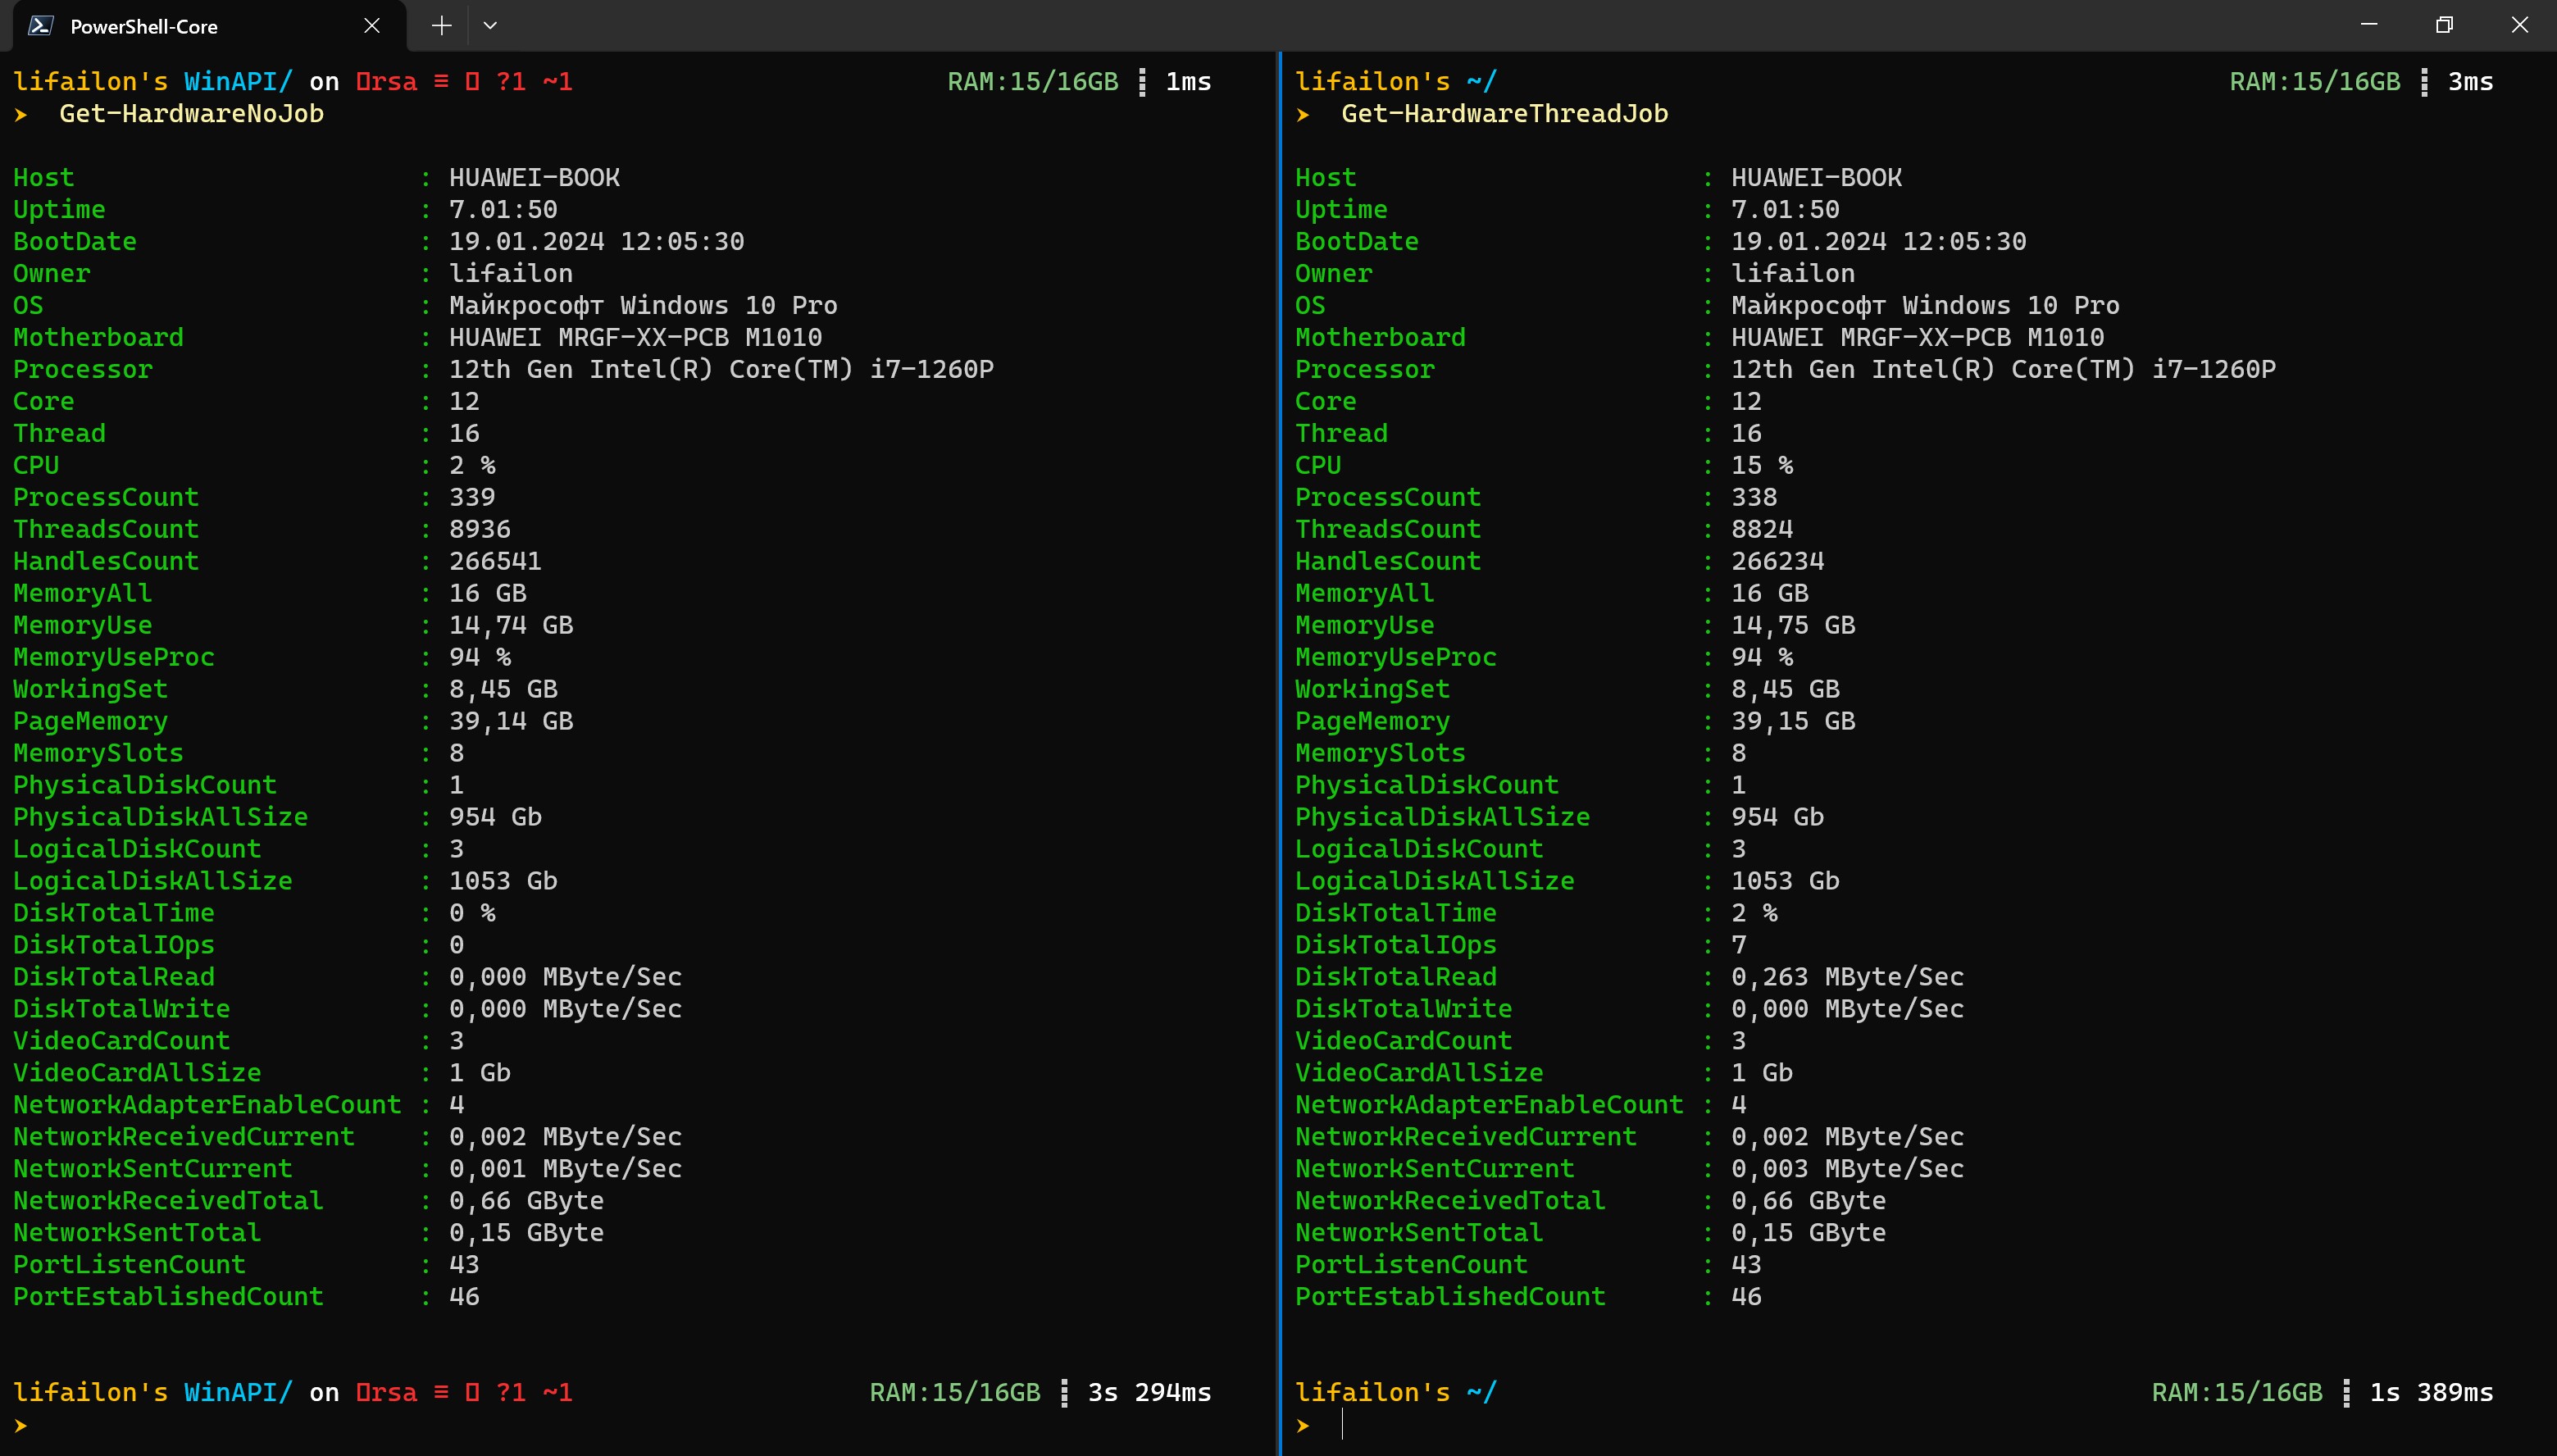 PowerShell-Core
lifailon's WinAPI/ on rsa ≡ ?1 ~1 RAM:15/16GB 1ms
➤ Get-HardwareNoJob
Host : HUAWEI-BOOK
Uptime : 7.01:50
BootDate : 19.01.2024 12:05:30
Owner : lifailon
OS : Майкрософт Windows 10 Pro
Motherboard : HUAWEI MRGF-XX-PCB M1010
Processor : 12th Gen Intel(R) Core(TM) i7-1260P
Core : 12
Thread : 16
CPU : 2 %
ProcessCount : 339
ThreadsCount : 8936
HandlesCount : 266541
MemoryAll : 16 GB
MemoryUse : 14,74 GB
MemoryUseProc : 94 %
WorkingSet : 8,45 GB
PageMemory : 39,14 GB
MemorySlots : 8
PhysicalDiskCount : 1
PhysicalDiskAllSize : 954 Gb
LogicalDiskCount : 3
LogicalDiskAllSize : 1053 Gb
DiskTotalTime : 0 %
DiskTotalIOps : 0
DiskTotalRead : 0,000 MByte/Sec
DiskTotalWrite : 0,000 MByte/Sec
VideoCardCount : 3
VideoCardAllSize : 1 Gb
NetworkAdapterEnableCount : 4
NetworkReceivedCurrent : 0,002 MByte/Sec
NetworkSentCurrent : 0,001 MByte/Sec
NetworkReceivedTotal : 0,66 GByte
NetworkSentTotal : 0,15 GByte
PortListenCount : 43
PortEstablishedCount : 46
lifailon's WinAPI/ on rsa ≡ ?1 ~1 RAM:15/16GB 3s 294ms
➤
lifailon's ~/ RAM:15/16GB 3ms
➤ Get-HardwareThreadJob
Host : HUAWEI-BOOK
Uptime : 7.01:50
BootDate : 19.01.2024 12:05:30
Owner : lifailon
OS : Майкрософт Windows 10 Pro
Motherboard : HUAWEI MRGF-XX-PCB M1010
Processor : 12th Gen Intel(R) Core(TM) i7-1260P
Core : 12
Thread : 16
CPU : 15 %
ProcessCount : 338
ThreadsCount : 8824
HandlesCount : 266234
MemoryAll : 16 GB
MemoryUse : 14,75 GB
MemoryUseProc : 94 %
WorkingSet : 8,45 GB
PageMemory : 39,15 GB
MemorySlots : 8
PhysicalDiskCount : 1
PhysicalDiskAllSize : 954 Gb
LogicalDiskCount : 3
LogicalDiskAllSize : 1053 Gb
DiskTotalTime : 2 %
DiskTotalIOps : 7
DiskTotalRead : 0,263 MByte/Sec
DiskTotalWrite : 0,000 MByte/Sec
VideoCardCount : 3
VideoCardAllSize : 1 Gb
NetworkAdapterEnableCount : 4
NetworkReceivedCurrent : 0,002 MByte/Sec
NetworkSentCurrent : 0,003 MByte/Sec
NetworkReceivedTotal : 0,66 GByte
NetworkSentTotal : 0,15 GByte
PortListenCount : 43
PortEstablishedCount : 46
lifailon's ~/ RAM:15/16GB 1s 389ms
➤